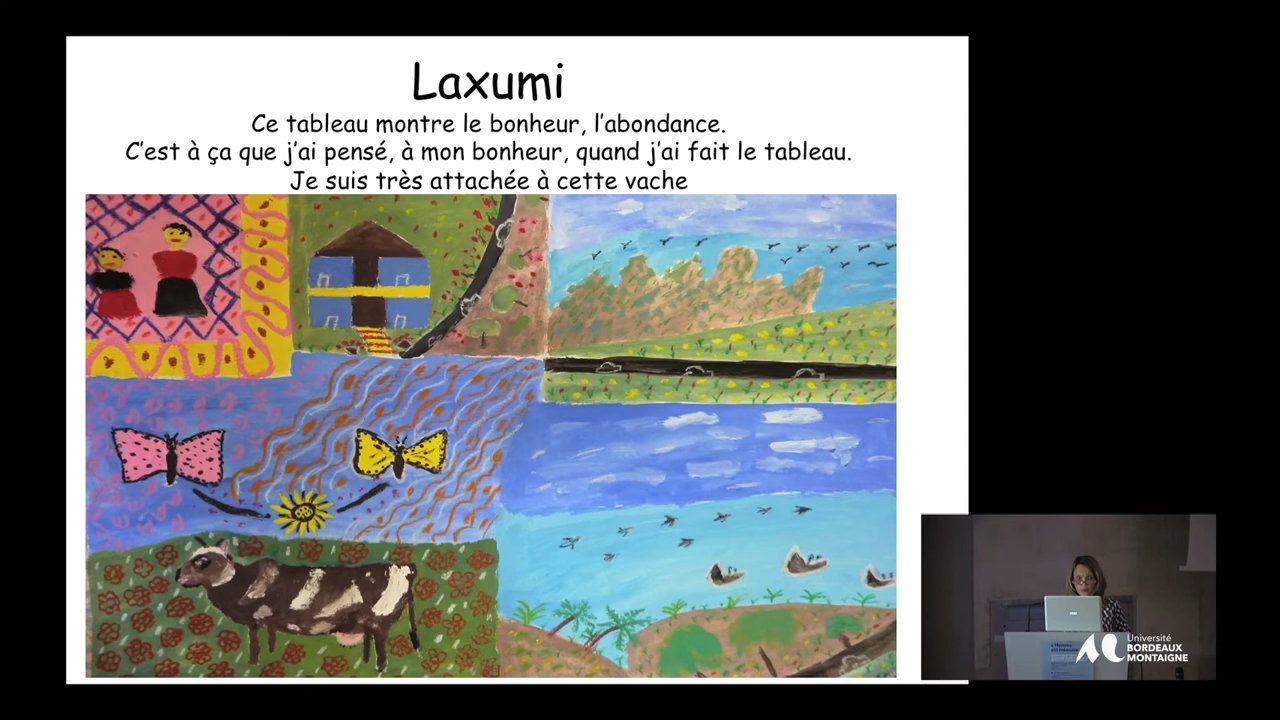 Laxumi
Ce tableau montre le bonheur, l'abondance.
C'est à ça que j'ai pensé, à mon bonheur, quand j'ai fait le tableau.
Je suis très attachée à cette vache
Université
BORDEAUX
MONTAIGNE